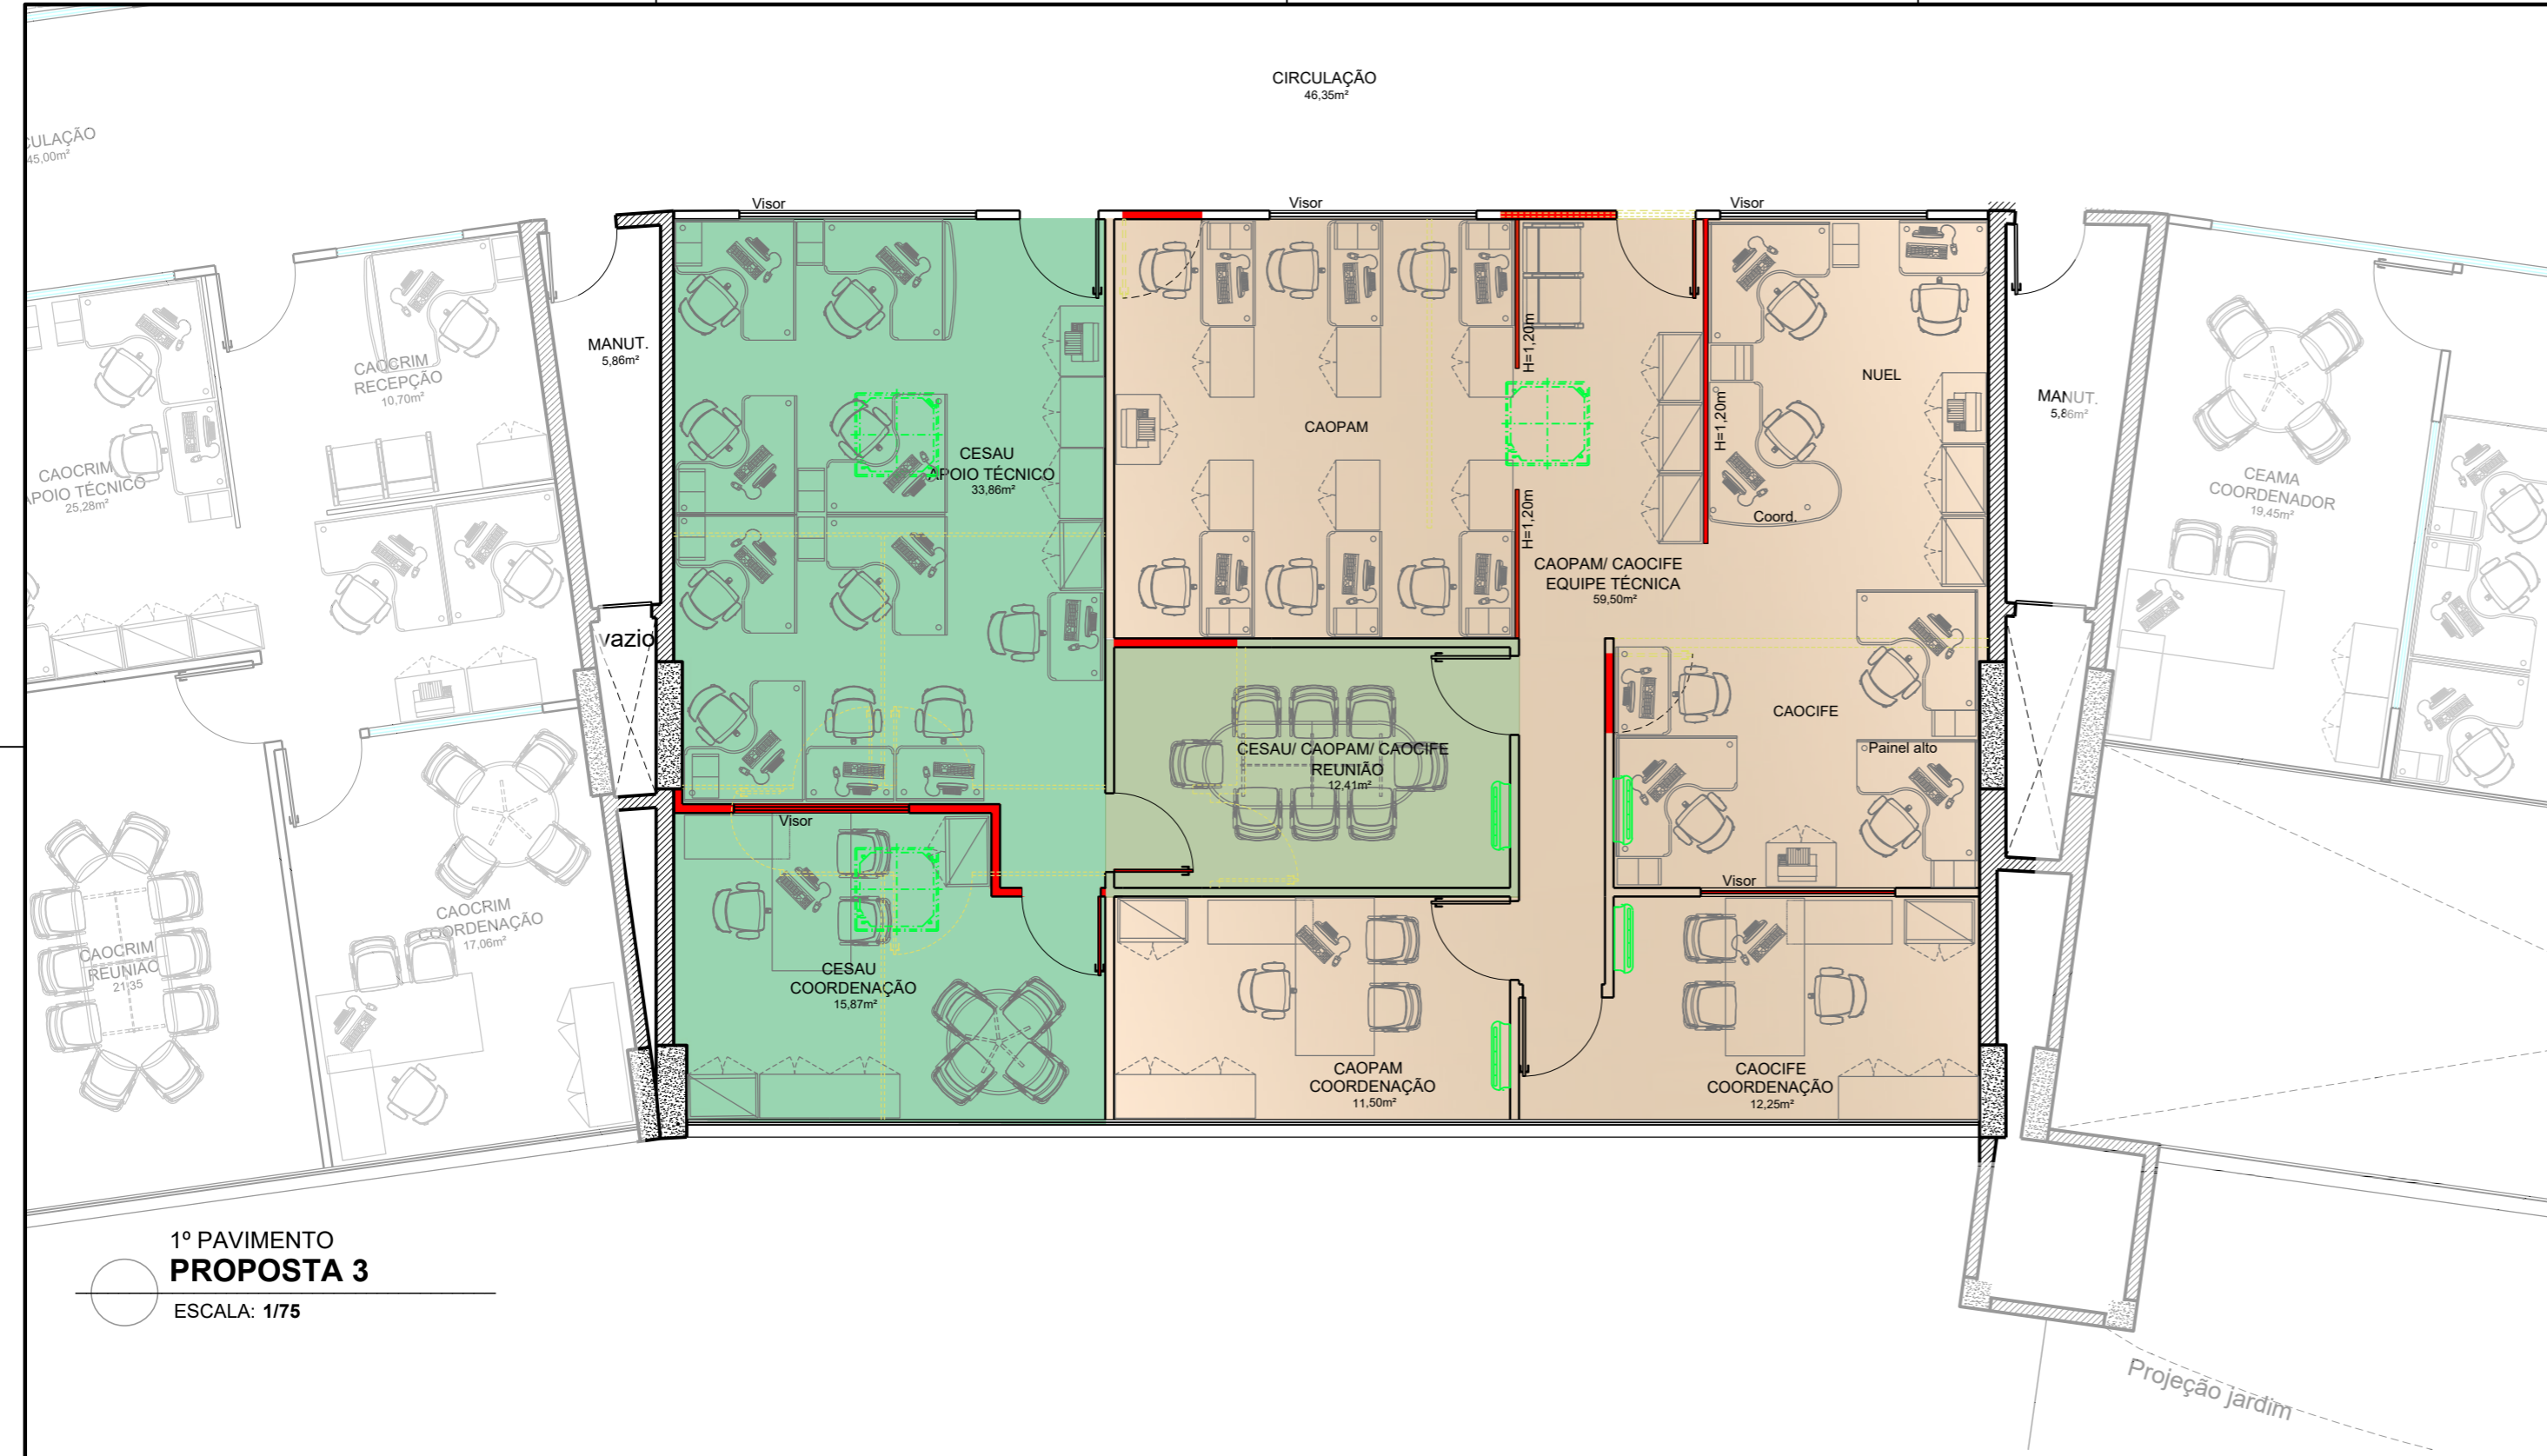 CIRCULAÇÃO
46,35m²
CULAÇÃO
45,00m²
Visor
Visor
Visor
MANUT.
5,86m²
CAOCRIM
RECEPÇÃO
10,70m²
CAOCRIM
APOIO TÉCNICO
25,28m²
vazio
CESAU
APOIO TÉCNICO
33,86m²
CAOPAM
H=1,20m
H=1,20m
H=1,20m
NUEL
Coord.
MANUT.
5,86m²
CEAMA
COORDENADOR
19,45m²
CAOPAM/ CAOCIFE
EQUIPE TÉCNICA
59,50m²
CAOCIFE
Painel alto
CESAU/ CAOPAM/ CAOCIFE
REUNIÃO
12,41m²
Visor
Visor
CAOCRIM
COORDENAÇÃO
17,06m²
CAOCRIM
REUNIAO
21,35
CESAU
COORDENAÇÃO
15,87m²
CAOPAM
COORDENAÇÃO
11,50m²
CAOCIFE
COORDENAÇÃO
12,25m²
1º PAVIMENTO
PROPOSTA 3
ESCALA: 1/75
Projeção jardim